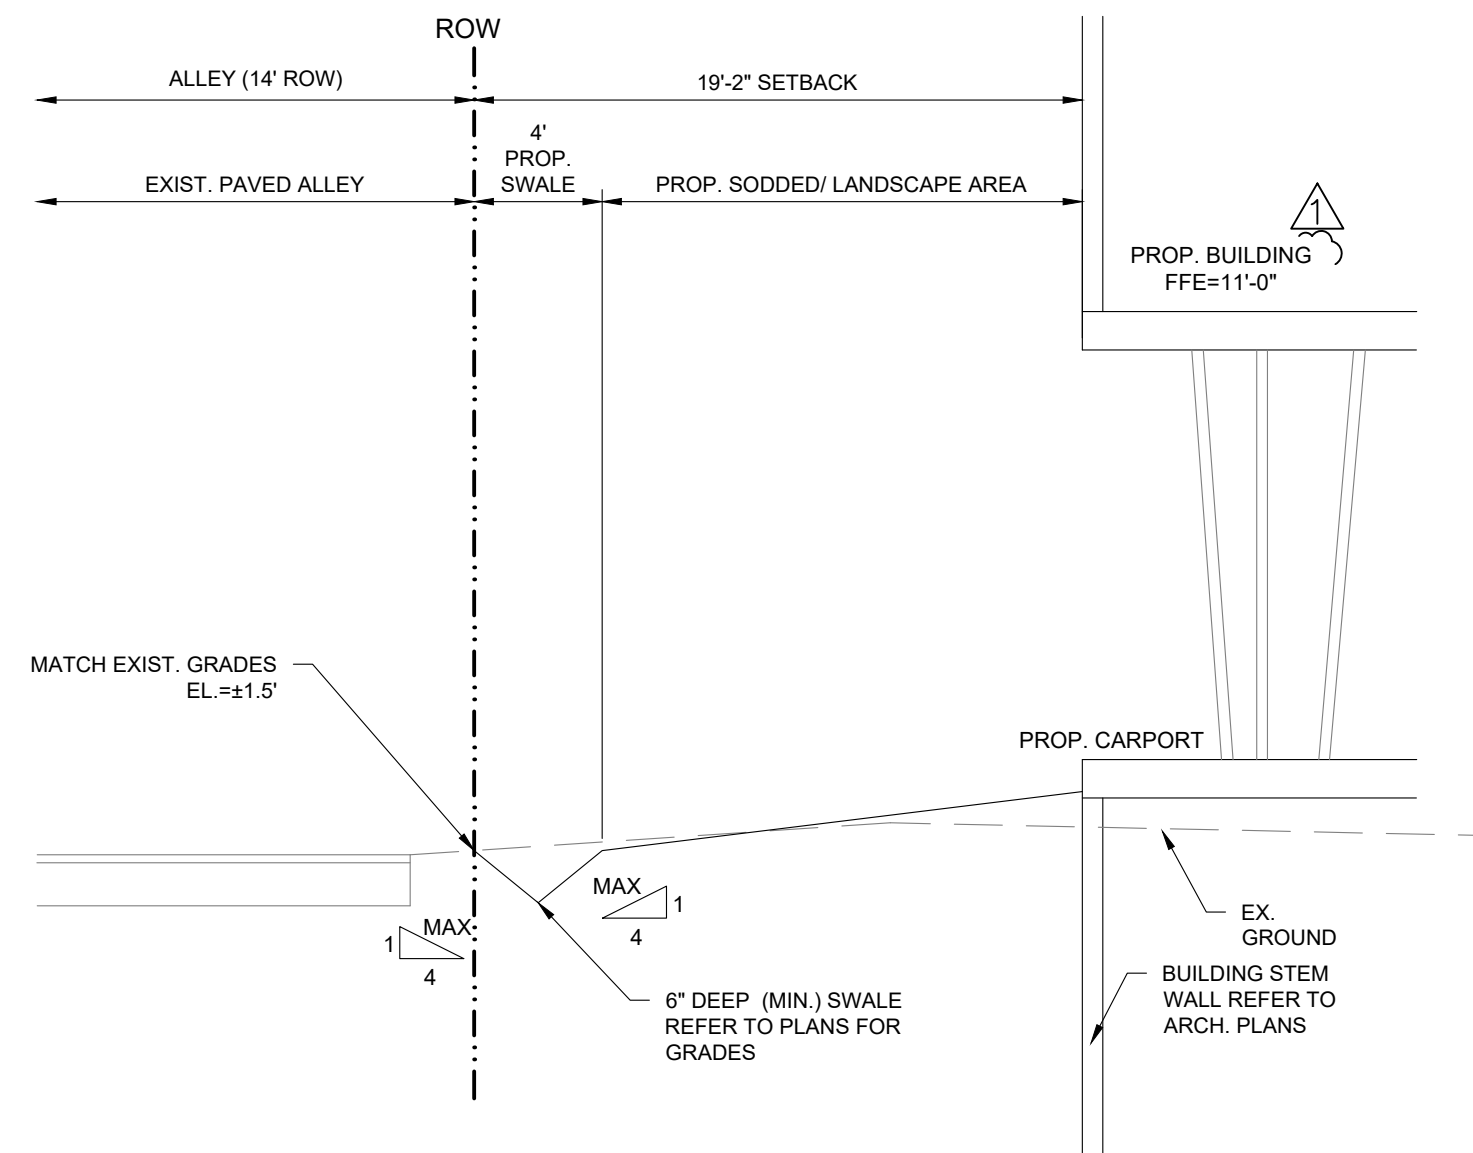 ROW
ALLEY (14' ROW)
19'-2" SETBACK
4'
PROP.
SWALE
EXIST. PAVED ALLEY
PROP. SODDED/ LANDSCAPE AREA
1
PROP. BUILDING
FFE=11'-0"
MATCH EXIST. GRADES
EL.=±1.5'
PROP. CARPORT
MAX
1
4
MAX
1
4
EX.
GROUND
BUILDING STEM
WALL REFER TO
ARCH. PLANS
6" DEEP (MIN.) SWALE
REFER TO PLANS FOR
GRADES